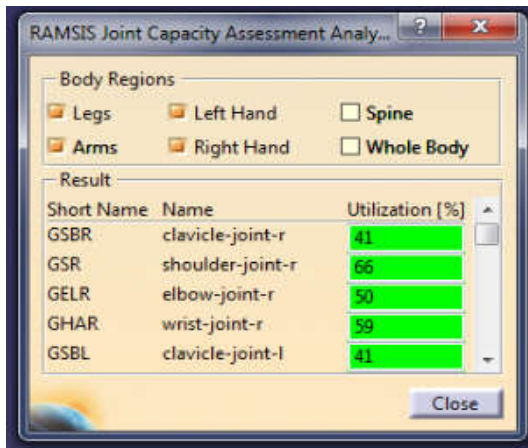 RAMSIS Joint Capacity Assessment Analy... ? X
Body Regions
Legs Left Hand Spine
Arms Right Hand Whole Body
Result
Short Name Name Utilization [%]
GSBR clavicle-joint-r 41
GSR shoulder-joint-r 66
GELR elbow-joint-r 50
GHAR wrist-joint-r 59
GSBL clavicle-joint-l 41
Close